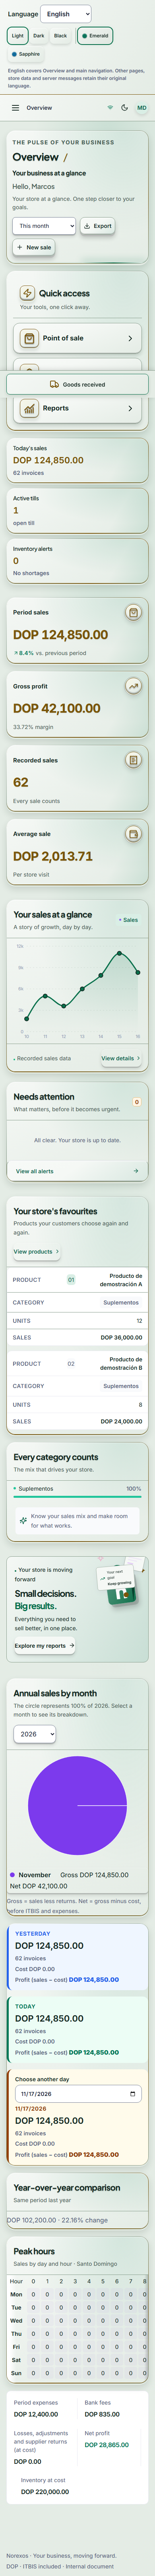 Language English
Light Dark Black Emerald
Sapphire
English covers Overview and main navigation. Other pages,
store data and server messages retain their original
language.
Overview MD
THE PULSE OF YOUR BUSINESS
Overview /
Your business at a glance
Hello, Marcos
Your store at a glance. One step closer to your
goals.
This month Export
+ New sale
Quick access
Your tools, one click away.
Point of sale
Goods received
Reports
Today's sales
DOP 124,850.00
62 invoices
Active tills
1
open till
Inventory alerts
0
No shortages
Period sales
DOP 124,850.00
↗ 8.4% vs. previous period
Gross profit
DOP 42,100.00
33.72% margin
Recorded sales
62
Every sale counts
Average sale
DOP 2,013.71
Per store visit
Your sales at a glance
A story of growth, day by day.
• Sales
0
10 11 12 13 14 15 16
• Recorded sales data View details
Needs attention
What matters, before it becomes urgent.
0
All clear. Your store is up to date.
View all alerts
Your store's favourites
Products your customers choose again and
again.
View products
PRODUCT 01 Producto de
demostración A
CATEGORY Suplementos
UNITS 12
SALES DOP 36,000.00
PRODUCT 02 Producto de
demostración B
CATEGORY Suplementos
UNITS 8
SALES DOP 24,000.00
Every category counts
The mix that drives your store.
Suplementos 100%
Know your sales mix and make room
for what works.
• Your store is moving
forward
Small decisions.
Big results.
Everything you need to
sell better, in one place.
Explore my reports →
Your next
goal
Keep growing
Annual sales by month
The circle represents 100% of 2026. Select a
month to see its breakdown.
2026
November Gross DOP 124,850.00
Net DOP 42,100.00
Gross = sales less returns. Net = gross minus cost,
before ITBIS and expenses.
YESTERDAY
DOP 124,850.00
62 invoices
Cost DOP 0.00
Profit (sales − cost) DOP 124,850.00
TODAY
DOP 124,850.00
62 invoices
Cost DOP 0.00
Profit (sales − cost) DOP 124,850.00
Choose another day
11/17/2026
11/17/2026
DOP 124,850.00
62 invoices
Cost DOP 0.00
Profit (sales − cost) DOP 124,850.00
Year-over-year comparison
Same period last year
DOP 102,200.00 · 22.16% change
Peak hours
Sales by day and hour · Santo Domingo
Hour 0 1 2 3 4 5 6 7 8
Mon 0 0 0 0 0 0 0 0 0
Tue 0 0 0 0 0 0 0 0 0
Wed 0 0 0 0 0 0 0 0 0
Thu 0 0 0 0 0 0 0 0 0
Fri 0 0 0 0 0 0 0 0 0
Sat 0 0 0 0 0 0 0 0 0
Sun 0 0 0 0 0 0 0 0 0
Period expenses
DOP 12,400.00
Bank fees
DOP 835.00
Losses, adjustments
and supplier returns
(at cost)
DOP 0.00
Net profit
DOP 28,865.00
Inventory at cost
DOP 220,000.00
Norexos · Your business, moving forward.
DOP · ITBIS included · Internal document